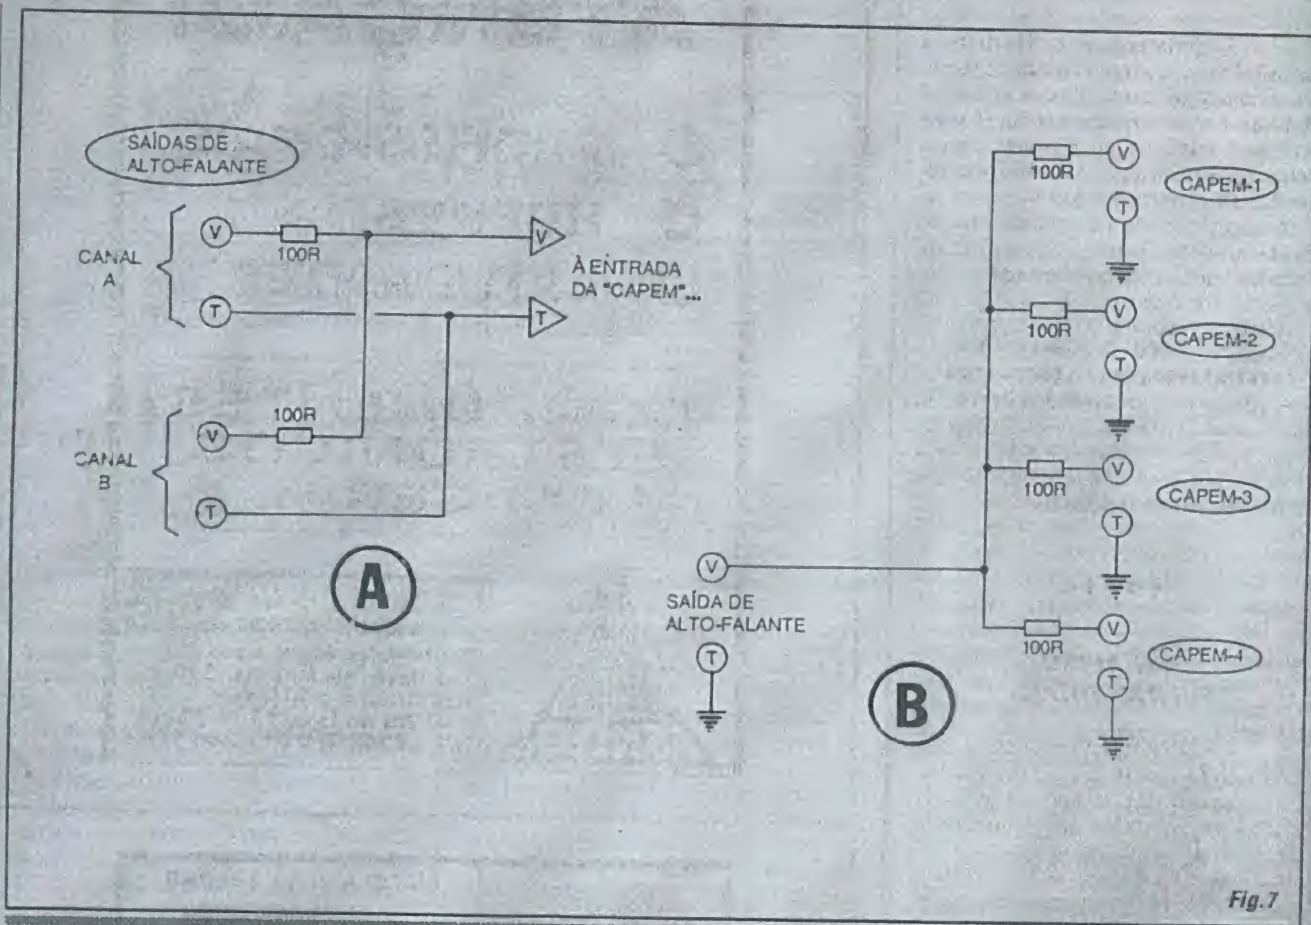 SAÍDAS DE
ALTO-FALANTE
CANAL
A
V
100R
T
V
T
À ENTRADA
DA "CAPEM"...
CANAL
B
V
100R
T
A
100R
V
CAPEM-1
T
100R
V
CAPEM-2
T
100R
V
CAPEM-3
T
100R
V
CAPEM-4
T
V
SAÍDA DE
ALTO-FALANTE
T
B
Fig.7